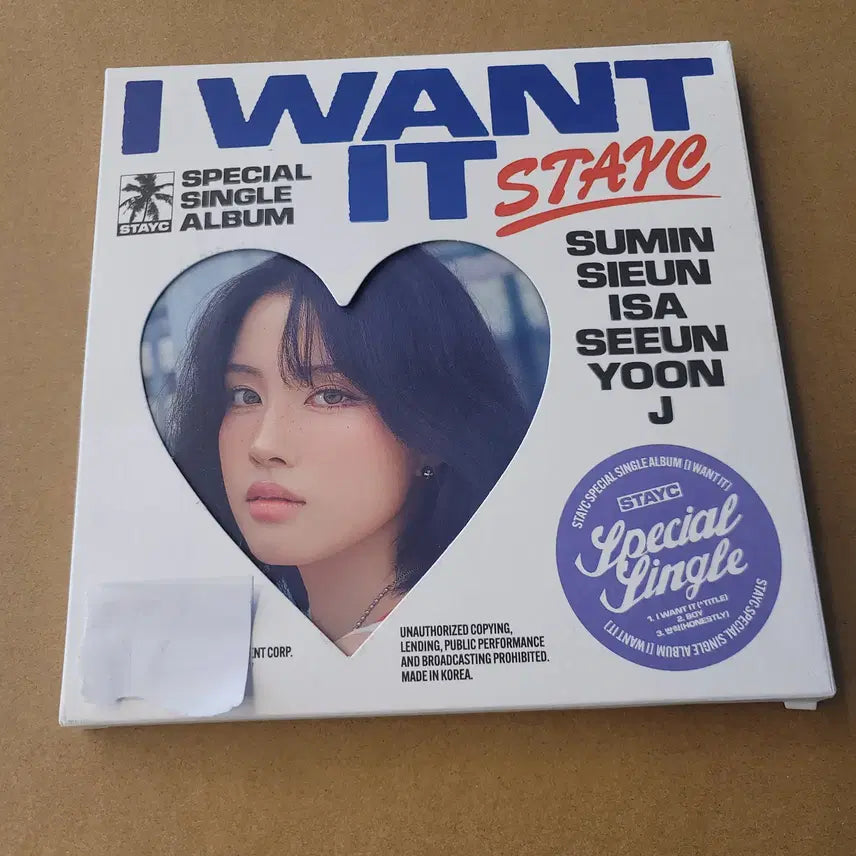 I WANT
IT
STAYC
SPECIAL
SINGLE
ALBUM
STAYC
SUMIN
SIEUN
ISA
SEEUN
YOON
J
STAYC SPECIAL SINGLE ALBUM [I WANT IT]
STAYC
Special
Single
1. I WANT IT (*TITLE)
2. BOY
(HONESTLY)
STAYC SPECIAL SINGLE ALBUM [I WANT IT]
CORP.
UNAUTHORIZED COPYING,
LENDING, PUBLIC PERFORMANCE
AND BROADCASTING PROHIBITED.
MADE IN KOREA.